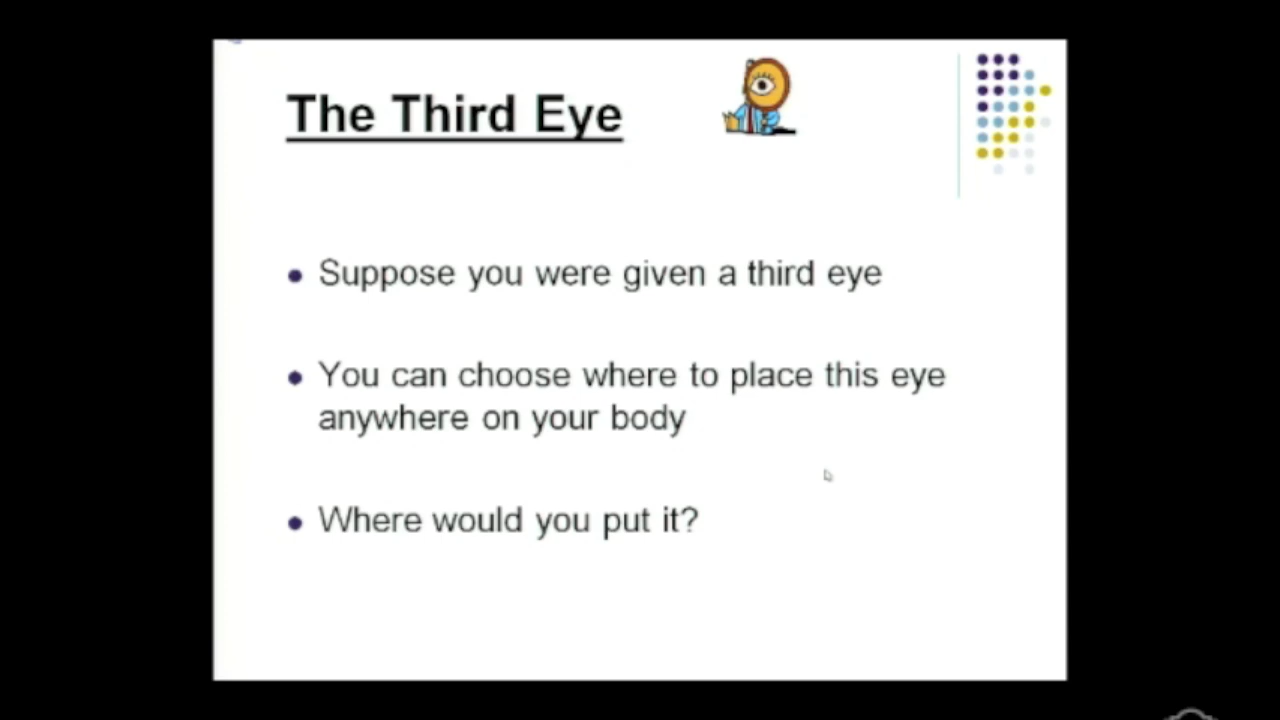 The Third Eye
Suppose you were given a third eye
You can choose where to place this eye
anywhere on your body
Where would you put it?